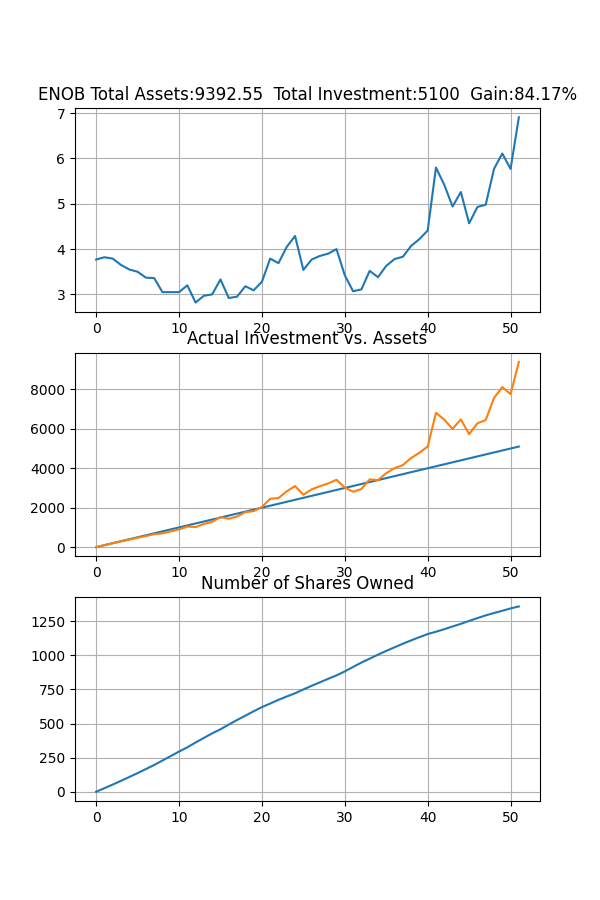 ENOB Total Assets:9392.55  Total Investment:5100  Gain:84.17%
7
6
5
4
3
0 10 20 30 40 50
Actual Investment vs. Assets
8000
6000
4000
2000
0
0 10 20 30 40 50
Number of Shares Owned
1250
1000
750
500
250
0
0 10 20 30 40 50